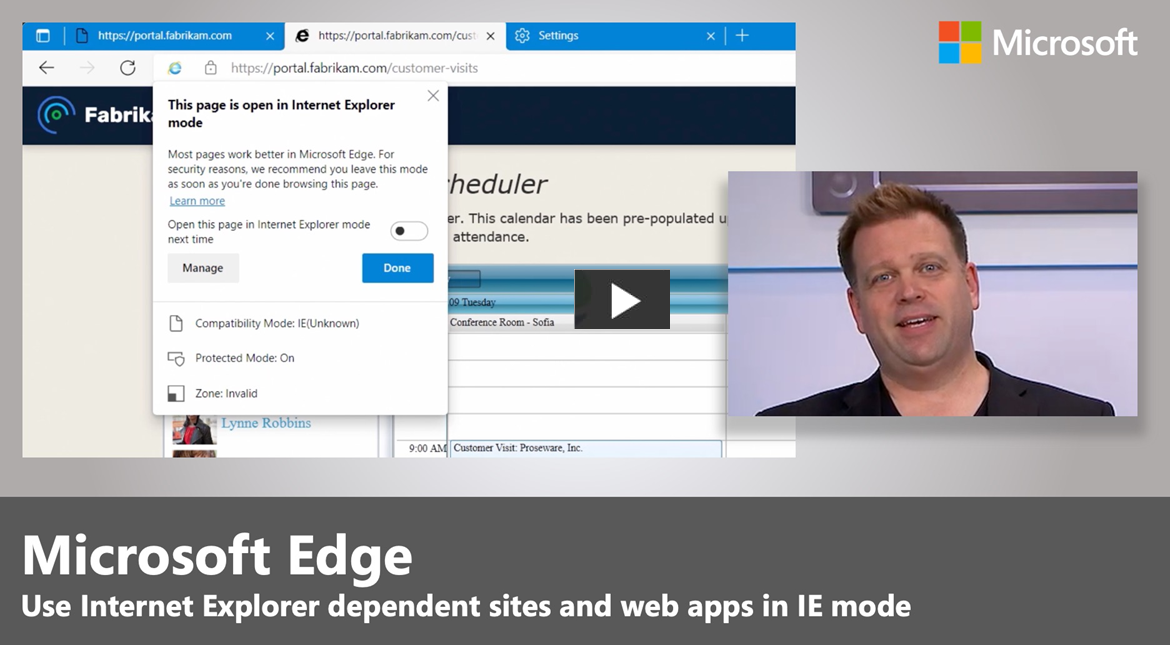 https://portal.fabrikam.com
https://portal.fabrikam.com/cust
Settings
Microsoft
https://portal.fabrikam.com/customer-visits
This page is open in Internet Explorer
mode
Fabrik
Most pages work better in Microsoft Edge. For
security reasons, we recommend you leave this mode
as soon as you're done browsing this page.
Learn more
heduler
er. This calendar has been pre-populated u
attendance.
Open this page in Internet Explorer mode
next time
Manage
Done
09 Tuesday
Conference Room - Sofia
Compatibility Mode: IE(Unknown)
Protected Mode: On
Zone: Invalid
Lynne Robbins
9:00 AM
Customer Visit: Proseware, Inc.
Microsoft Edge
Use Internet Explorer dependent sites and web apps in IE mode